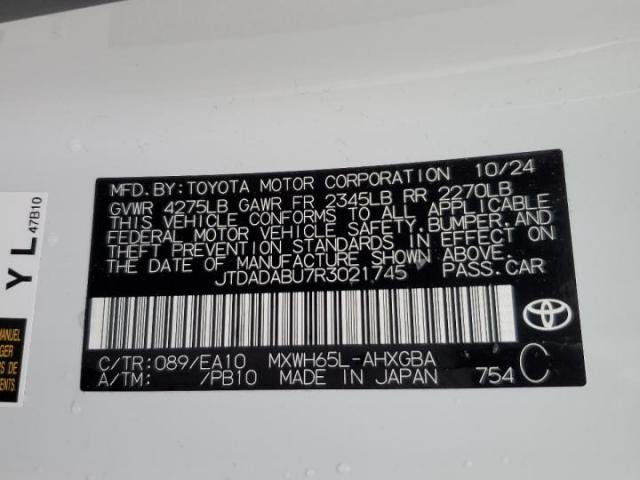 MFD. BY: TOYOTA MOTOR CORPORATION 10/24
GVWR 4275LB GAWR FR 2345LB RR 2270LB
THIS VEHICLE CONFORMS TO ALL APPLICABLE
FEDERAL MOTOR VEHICLE SAFETY, BUMPER, AND
THEFT PREVENTION STANDARDS IN EFFECT ON
THE DATE OF MANUFACTURE SHOWN ABOVE.
JTDADABU7R3021745 PASS. CAR
C/TR: 089/EA10 MXWH65L-AHXGBA
A/TM: /PB10 MADE IN JAPAN 754 C
Y L
47B10
MANUEL